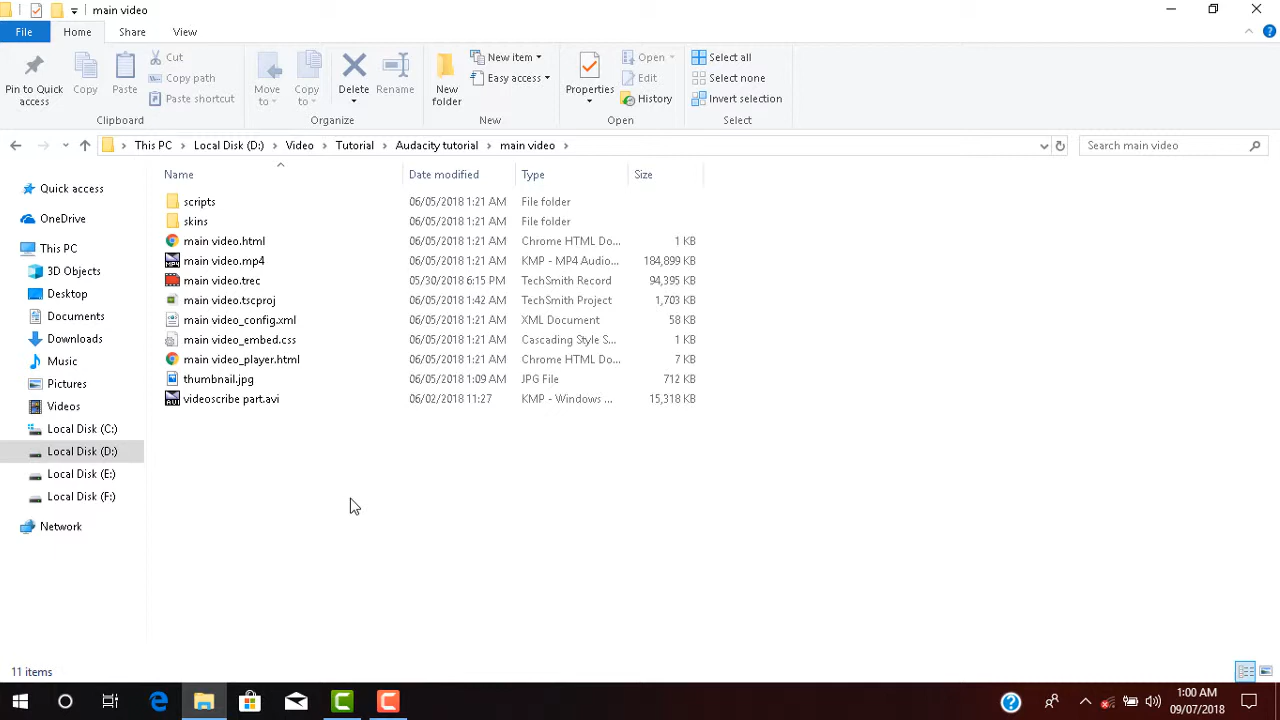 main video
File Home Share View
Pin to Quick access
Copy
Paste
Cut
Copy path
Paste shortcut
Clipboard
Move to
Copy to
Delete
Rename
Organize
New folder
New item
Easy access
New
Properties
Open
Edit
History
Open
Select all
Select none
Invert selection
Select
This PC Local Disk (D:) Video Tutorial Audacity tutorial main video
Search main video
Quick access
OneDrive
This PC
3D Objects
Desktop
Documents
Downloads
Music
Pictures
Videos
Local Disk (C:)
Local Disk (D:)
Local Disk (E:)
Local Disk (F:)
Network
Name Date modified Type Size
scripts 06/05/2018 1:21 AM File folder
skins 06/05/2018 1:21 AM File folder
main video.html 06/05/2018 1:21 AM Chrome HTML Do... 1 KB
main video.mp4 06/05/2018 1:21 AM KMP - MP4 Audio... 184,899 KB
main video.trec 05/30/2018 6:15 PM TechSmith Record 94,395 KB
main video.tscproj 06/05/2018 1:42 AM TechSmith Project 1,703 KB
main video_config.xml 06/05/2018 1:21 AM XML Document 58 KB
main video_embed.css 06/05/2018 1:21 AM Cascading Style S... 1 KB
main video_player.html 06/05/2018 1:21 AM Chrome HTML Do... 7 KB
thumbnail.jpg 06/05/2018 1:09 AM JPG File 712 KB
videoscribe part.avi 06/02/2018 11:27 KMP - Windows ... 15,318 KB
11 items
1:00 AM
09/07/2018